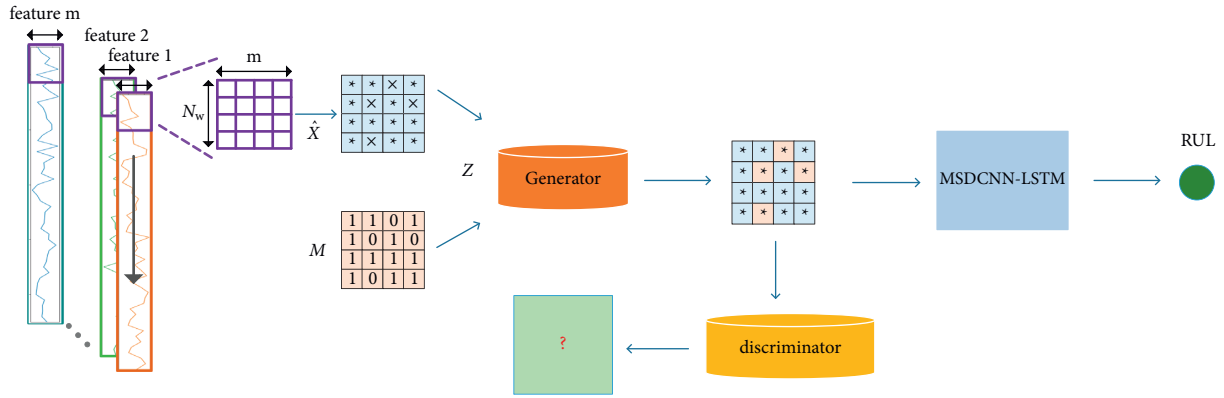 feature m
feature 2
feature 1
m
N_w
X̂
* * × *
* × * ×
* * * *
* × * *
Z
M
1 1 0 1
1 0 1 0
1 1 1 1
1 0 1 1
Generator
* * * *
* * * *
* * * *
* * * *
MSDCNN-LSTM
RUL
?
discriminator